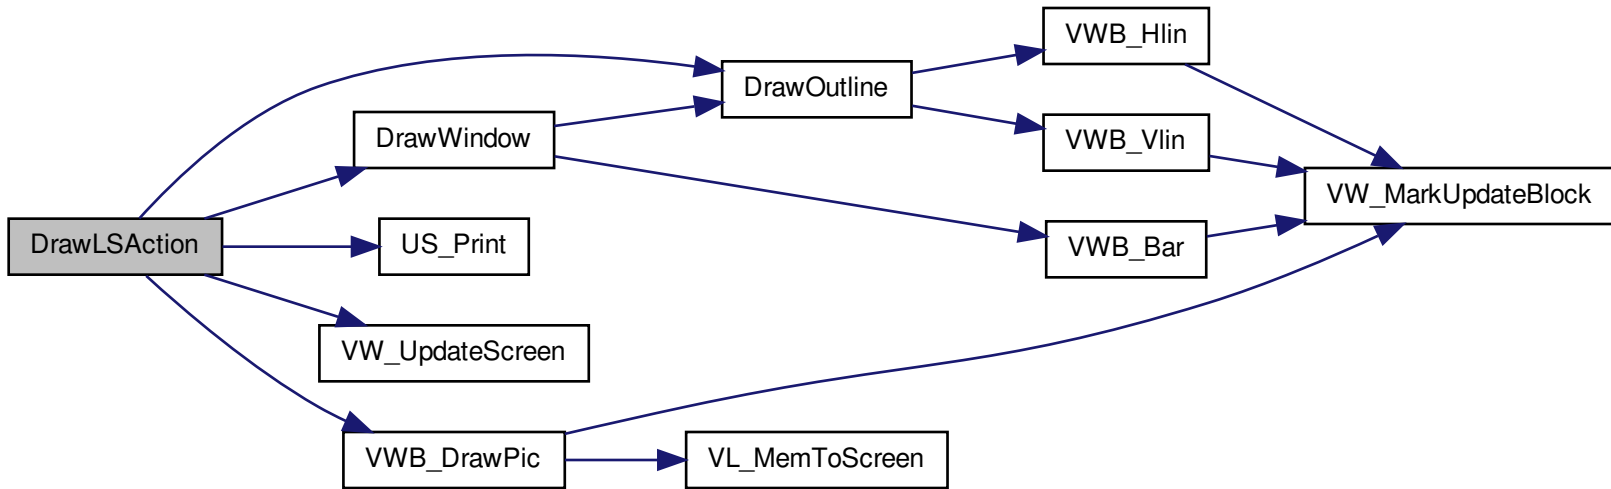 VWB_Hlin
DrawOutline
DrawWindow
VWB_Vlin
VW_MarkUpdateBlock
DrawLSAction
US_Print
VWB_Bar
VW_UpdateScreen
VWB_DrawPic
VL_MemToScreen